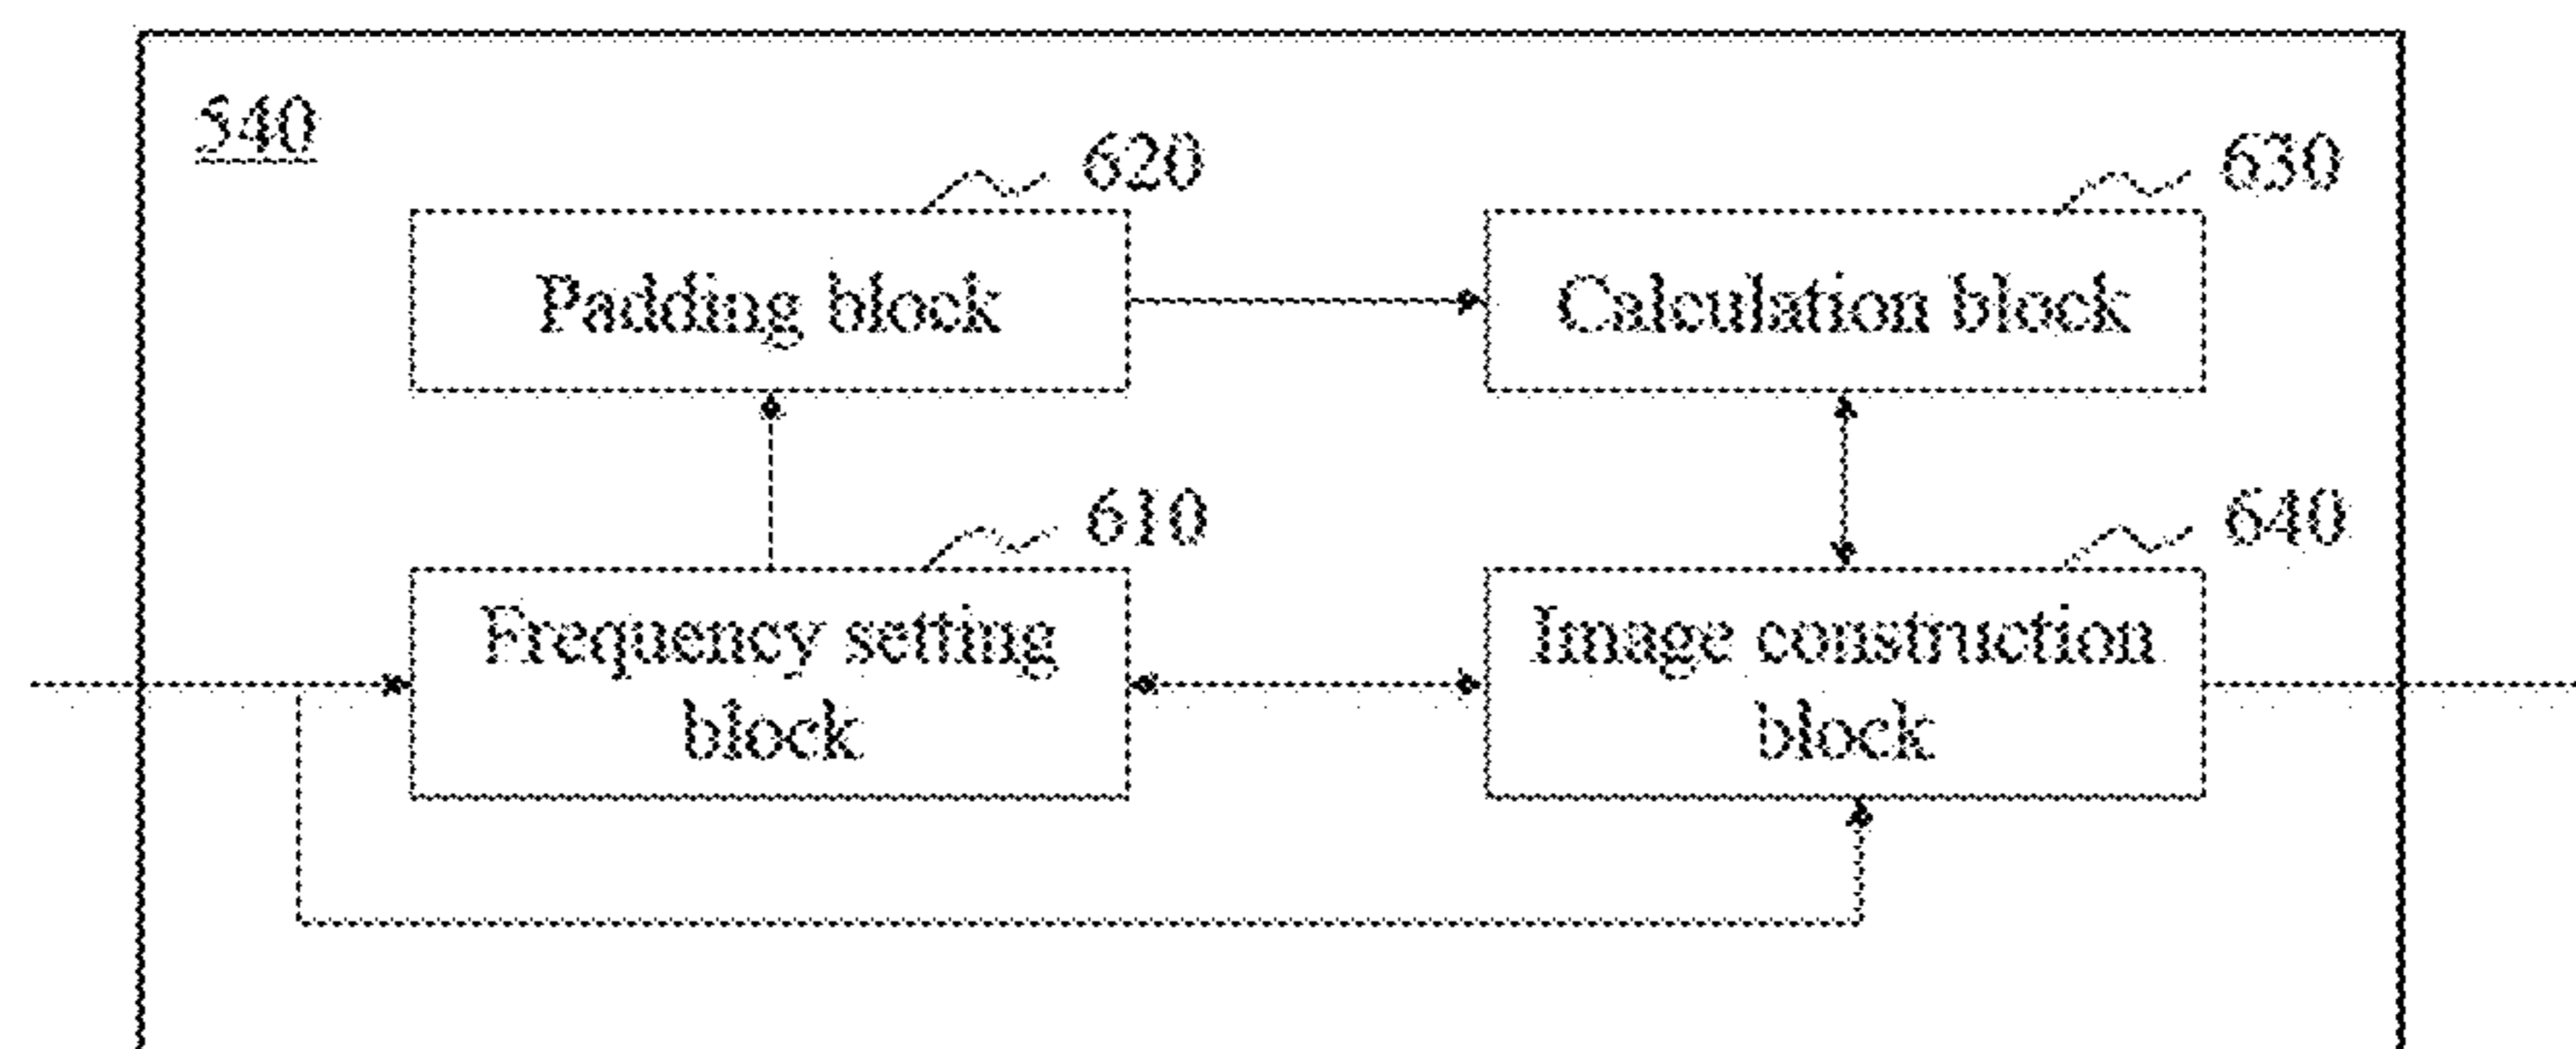 540
620
630
Padding block
Calculation block
610
640
Frequency setting
block
Image construction
block